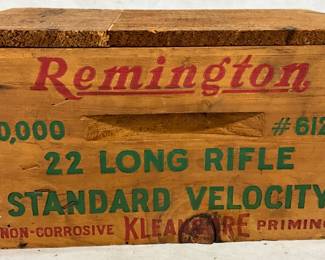 Remington
0,000 #612
22 LONG RIFLE
STANDARD VELOCITY
NON-CORROSIVE KLEANBORE PRIMING